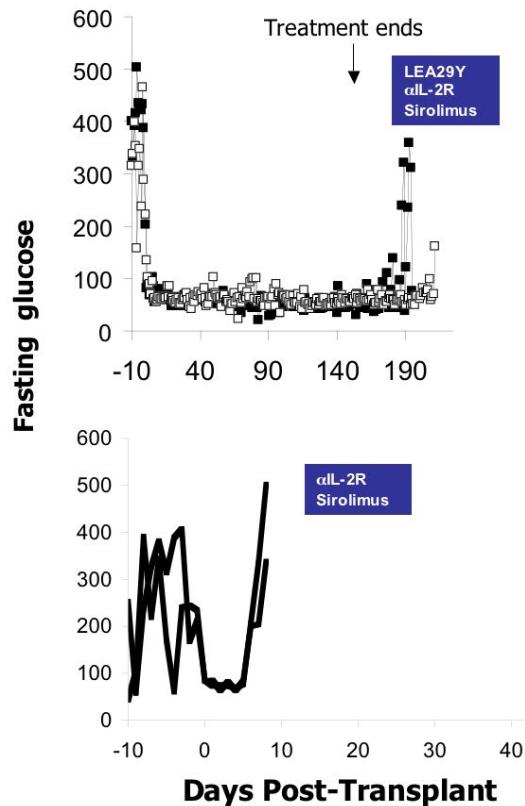 Treatment ends
LEA29Y
αIL-2R
Sirolimus
600
500
400
300
200
100
0
-10 40 90 140 190
Fasting glucose
αIL-2R
Sirolimus
600
500
400
300
200
100
0
-10 0 10 20 30 40
Days Post-Transplant